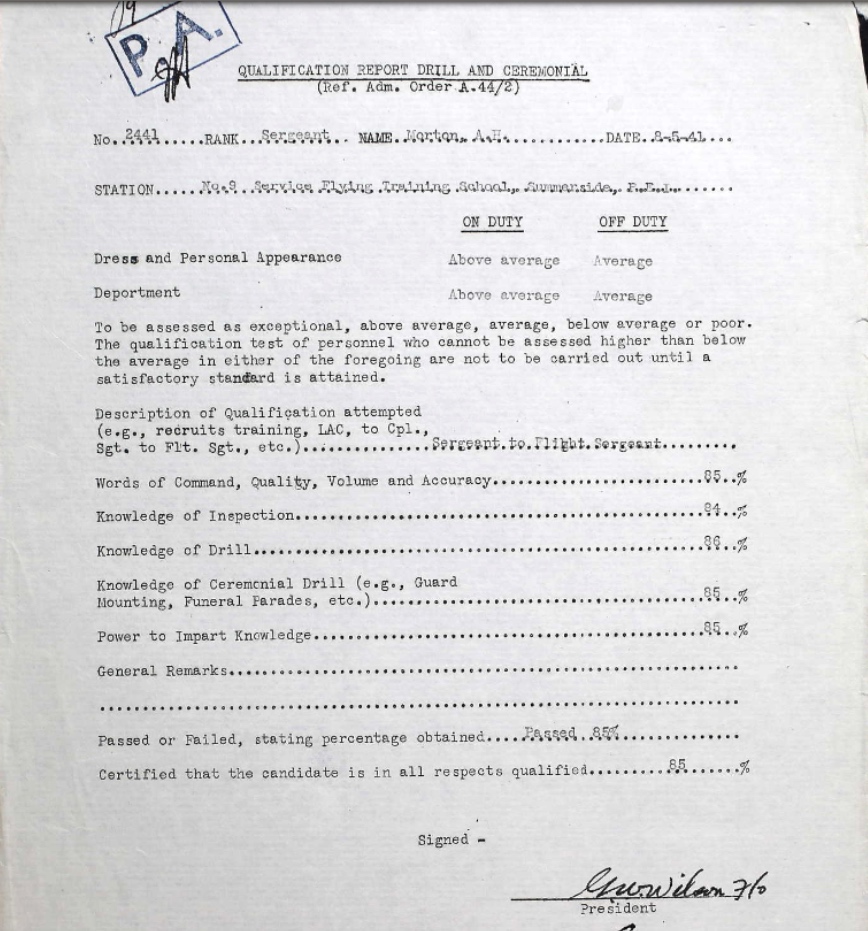 P. A.
QUALIFICATION REPORT DRILL AND CEREMONIAL
(Ref. Adm. Order A.44/2)
No..2441.....RANK...Sergeant... NAME..Morton, A.H.............DATE..8-5-41...
STATION.....No.9 Service Flying Training School, Summerside, P.E.I.......
ON DUTY OFF DUTY
Dress and Personal Appearance Above average Average
Department Above average Average
To be assessed as exceptional, above average, average, below average or poor.
The qualification test of personnel who cannot be assessed higher than below
the average in either of the foregoing are not to be carried out until a
satisfactory standard is attained.
Description of Qualification attempted
(e.g., recruits training, LAC, to Cpl.,
Sgt. to Flt. Sgt., etc.)...............Sergeant.to.Flight.Sergeant.........
Words of Command, Quality, Volume and Accuracy........................85..%
Knowledge of Inspection...............................................84..%
Knowledge of Drill....................................................86..%
Knowledge of Ceremonial Drill (e.g., Guard
Mounting, Funeral Parades, etc.)......................................85..%
Power to Impart Knowledge.............................................85..%
General Remarks...........................................................
..........................................................................
Passed or Failed, stating percentage obtained.....Passed..85%..............
Certified that the candidate is in all respects qualified.........85.......%
Signed -
G.W. Wilson F/O
President